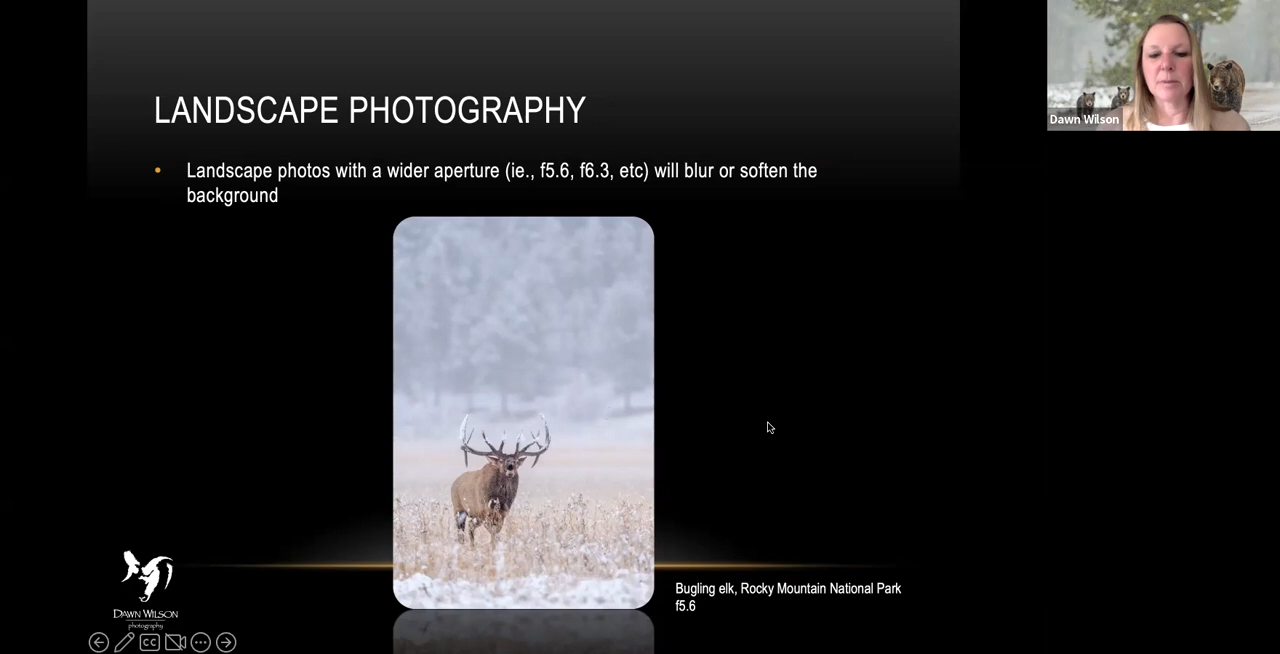 LANDSCAPE PHOTOGRAPHY
• Landscape photos with a wider aperture (ie., f5.6, f6.3, etc) will blur or soften the
background
Dawn Wilson
Bugling elk, Rocky Mountain National Park
f5.6
DAWN WILSON
photography
CC